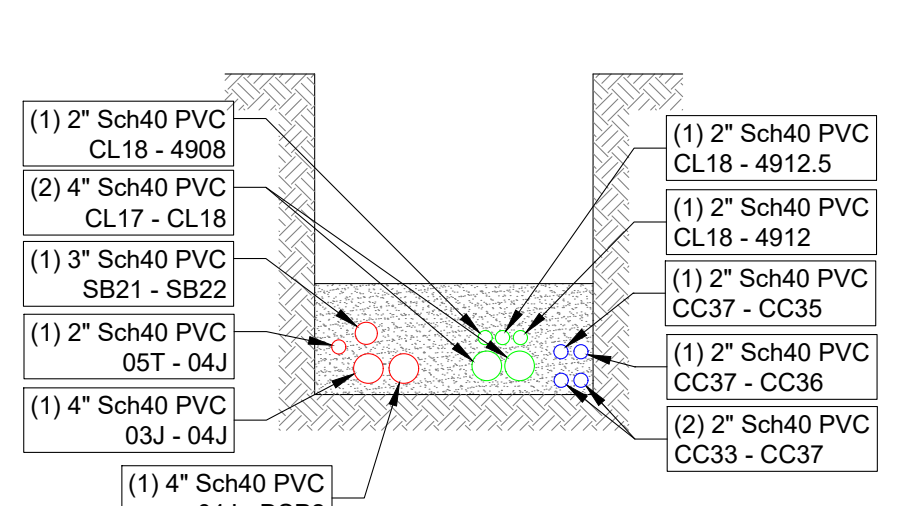 (1) 2" Sch40 PVC
CL18 - 4908
(2) 4" Sch40 PVC
CL17 - CL18
(1) 3" Sch40 PVC
SB21 - SB22
(1) 2" Sch40 PVC
05T - 04J
(1) 4" Sch40 PVC
03J - 04J
(1) 4" Sch40 PVC
(1) 2" Sch40 PVC
CL18 - 4912.5
(1) 2" Sch40 PVC
CL18 - 4912
(1) 2" Sch40 PVC
CC37 - CC35
(1) 2" Sch40 PVC
CC37 - CC36
(2) 2" Sch40 PVC
CC33 - CC37